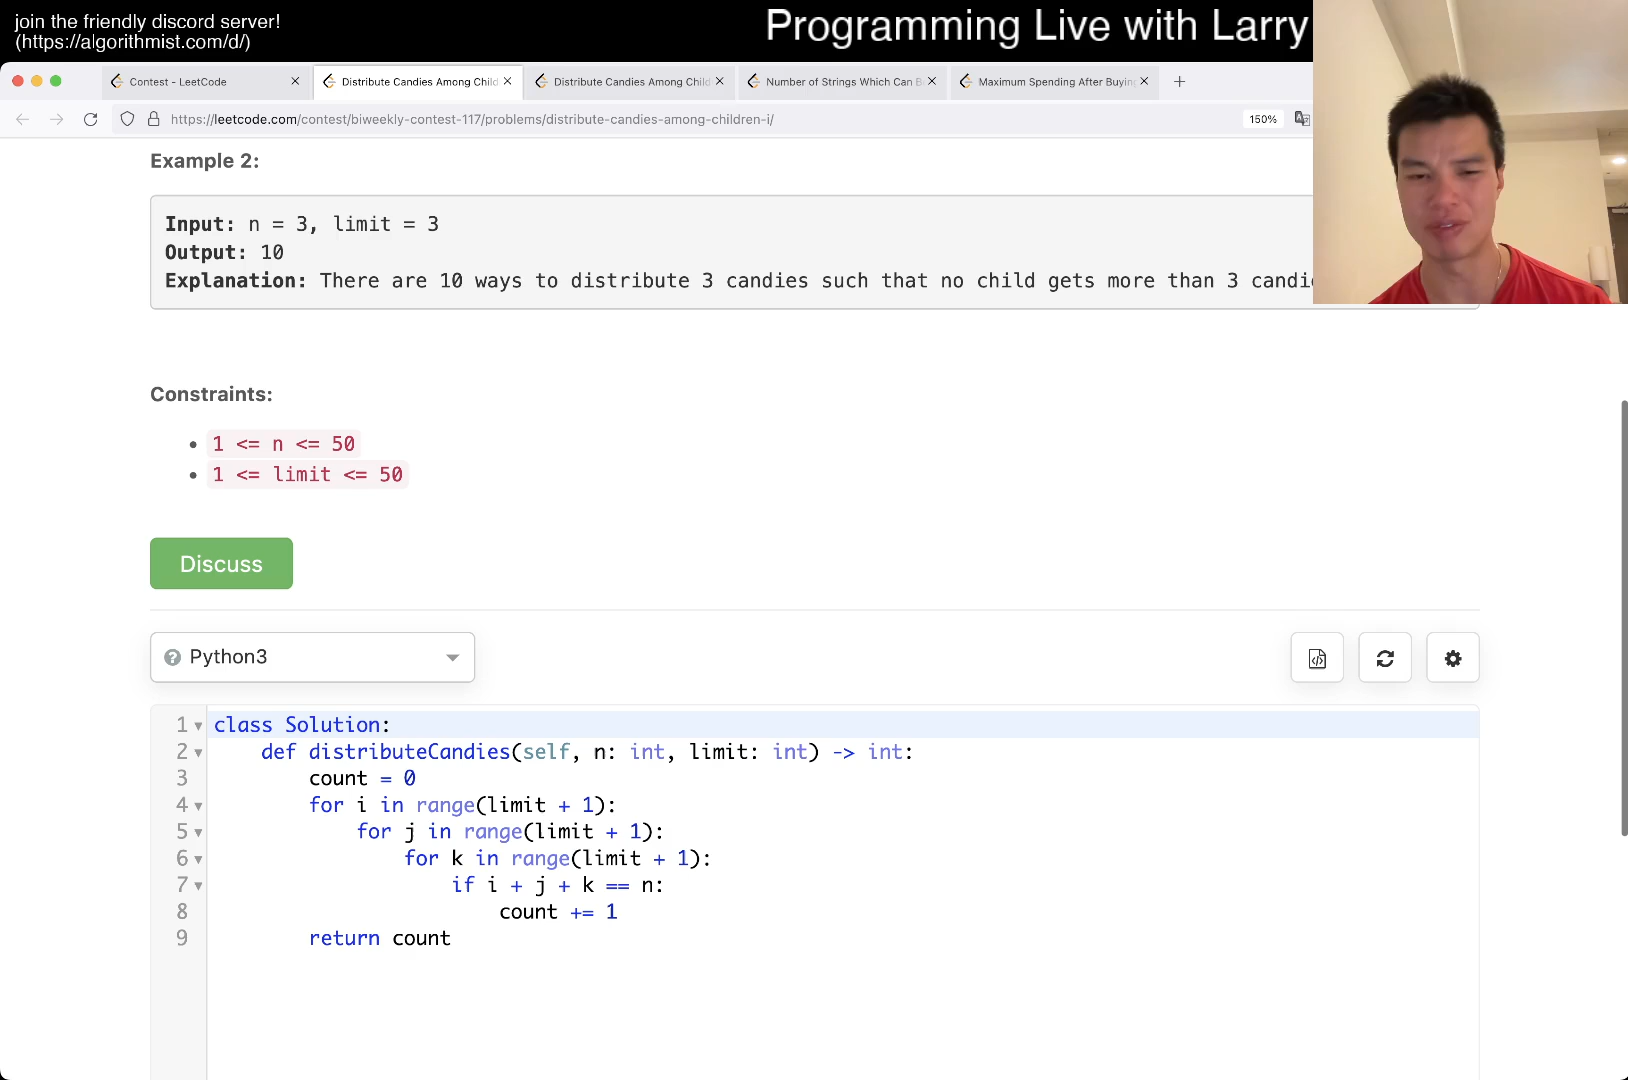 join the friendly discord server!
(https://algorithmist.com/d/)
Programming Live with Larry
Contest - LeetCode
Distribute Candies Among Child
Distribute Candies Among Child
Number of Strings Which Can B
Maximum Spending After Buying
https://leetcode.com/contest/biweekly-contest-117/problems/distribute-candies-among-children-i/
150%
Example 2:
Input: n = 3, limit = 3
Output: 10
Explanation: There are 10 ways to distribute 3 candies such that no child gets more than 3 candi
Constraints:
1 <= n <= 50
1 <= limit <= 50
Discuss
Python3
1 class Solution:
2 def distributeCandies(self, n: int, limit: int) -> int:
3 count = 0
4 for i in range(limit + 1):
5 for j in range(limit + 1):
6 for k in range(limit + 1):
7 if i + j + k == n:
8 count += 1
9 return count